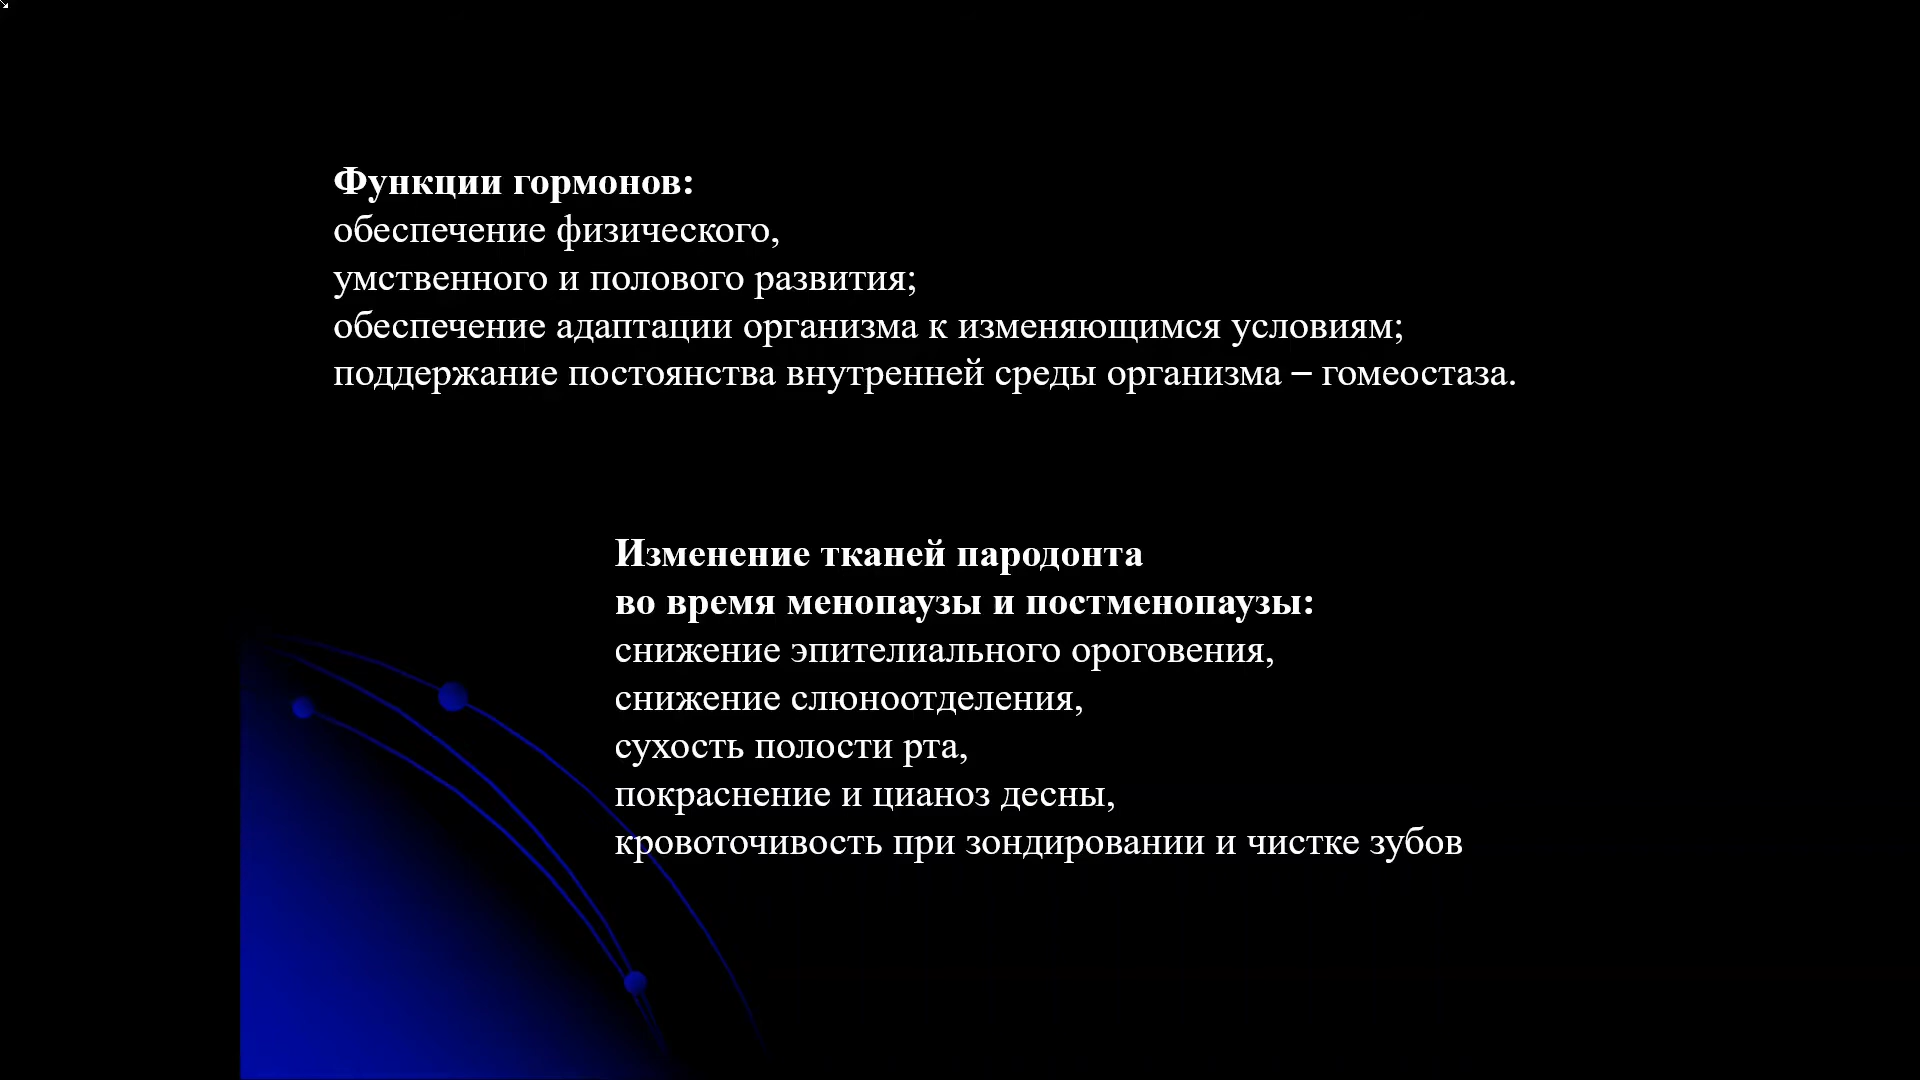 Функции гормонов:
обеспечение физического,
умственного и полового развития;
обеспечение адаптации организма к изменяющимся условиям;
поддержание постоянства внутренней среды организма – гомеостаза.
Изменение тканей пародонта
во время менопаузы и постменопаузы:
снижение эпителиального ороговения,
снижение слюноотделения,
сухость полости рта,
покраснение и цианоз десны,
кровоточивость при зондировании и чистке зубов